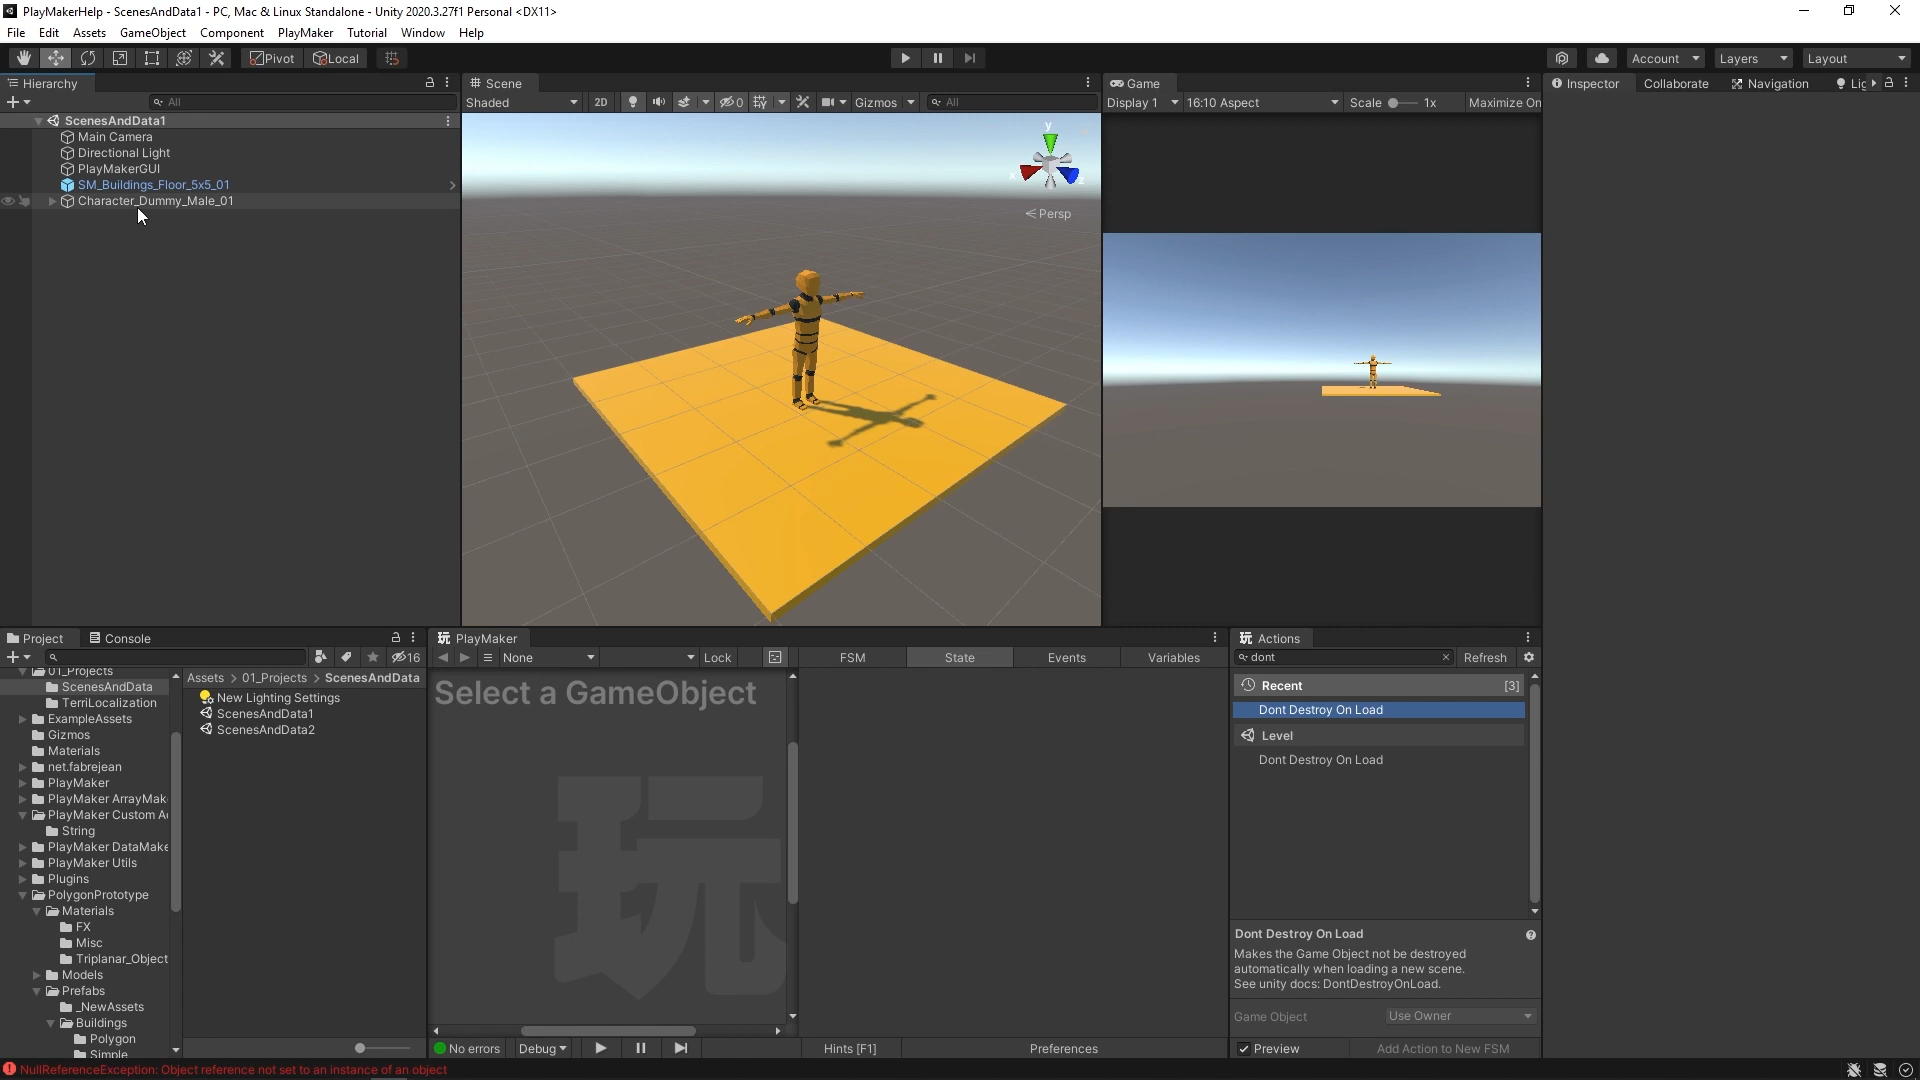 PlayMakerHelp - ScenesAndData1 - PC, Mac & Linux Standalone - Unity 2020.3.27f1 Personal <DX11>
File Edit Assets GameObject Component PlayMaker Tutorial Window Help
Pivot Local Account Layers Layout
Hierarchy
All
ScenesAndData1
Main Camera
Directional Light
PlayMakerGUI
SM_Buildings_Floor_5x5_01
Character_Dummy_Male_01
Scene
Shaded 2D 0 Gizmos All
y
x
z
Persp
Game
Display 1 16:10 Aspect Scale 1x Maximize On
Inspector Collaborate Navigation Lig
Project Console
16
01_Projects
ScenesAndData
TerriLocalization
ExampleAssets
Gizmos
Materials
net.fabrejean
PlayMaker
PlayMaker ArrayMak
PlayMaker Custom A
String
PlayMaker DataMake
PlayMaker Utils
Plugins
PolygonPrototype
Materials
FX
Misc
Triplanar_Object
Models
Prefabs
_NewAssets
Buildings
Polygon
Simple
Assets > 01_Projects > ScenesAndData
New Lighting Settings
ScenesAndData1
ScenesAndData2
玩 PlayMaker
None Lock
Select a GameObject
玩
No errors Debug
FSM State Events Variables
Hints [F1] Preferences
玩 Actions
dont Refresh
Recent [3]
Dont Destroy On Load
Level
Dont Destroy On Load
Dont Destroy On Load
Makes the Game Object not be destroyed
automatically when loading a new scene.
See unity docs: DontDestroyOnLoad.
Game Object Use Owner
Preview Add Action to New FSM
NullReferenceException: Object reference not set to an instance of an object